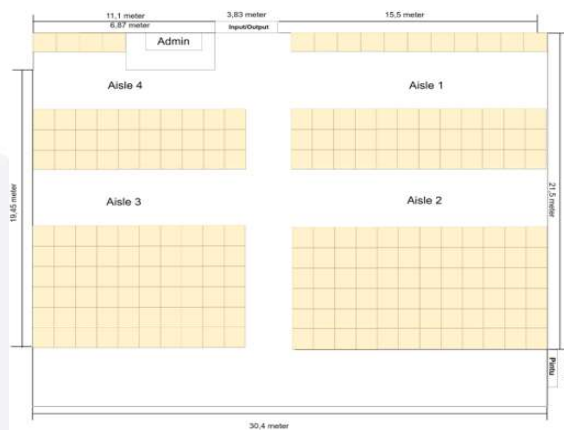 11,1 meter
3,83 meter
15,5 meter
6,87 meter
Input/Output
Admin
Aisle 4
Aisle 1
19,45 meter
Aisle 3
Aisle 2
21,5 meter
Pintu
30,4 meter